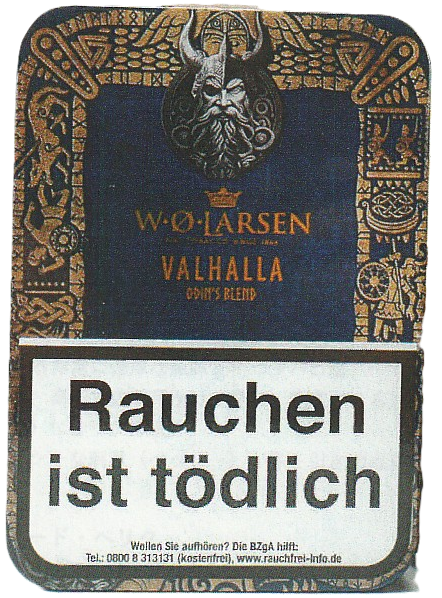 W·Ø·LARSEN
VALHALLA
ODIN'S BLEND
Rauchen
ist tödlich
Wollen Sie aufhören? Die BZgA hilft:
Tel.: 0800 8 313131 (kostenfrei), www.rauchfrei-info.de